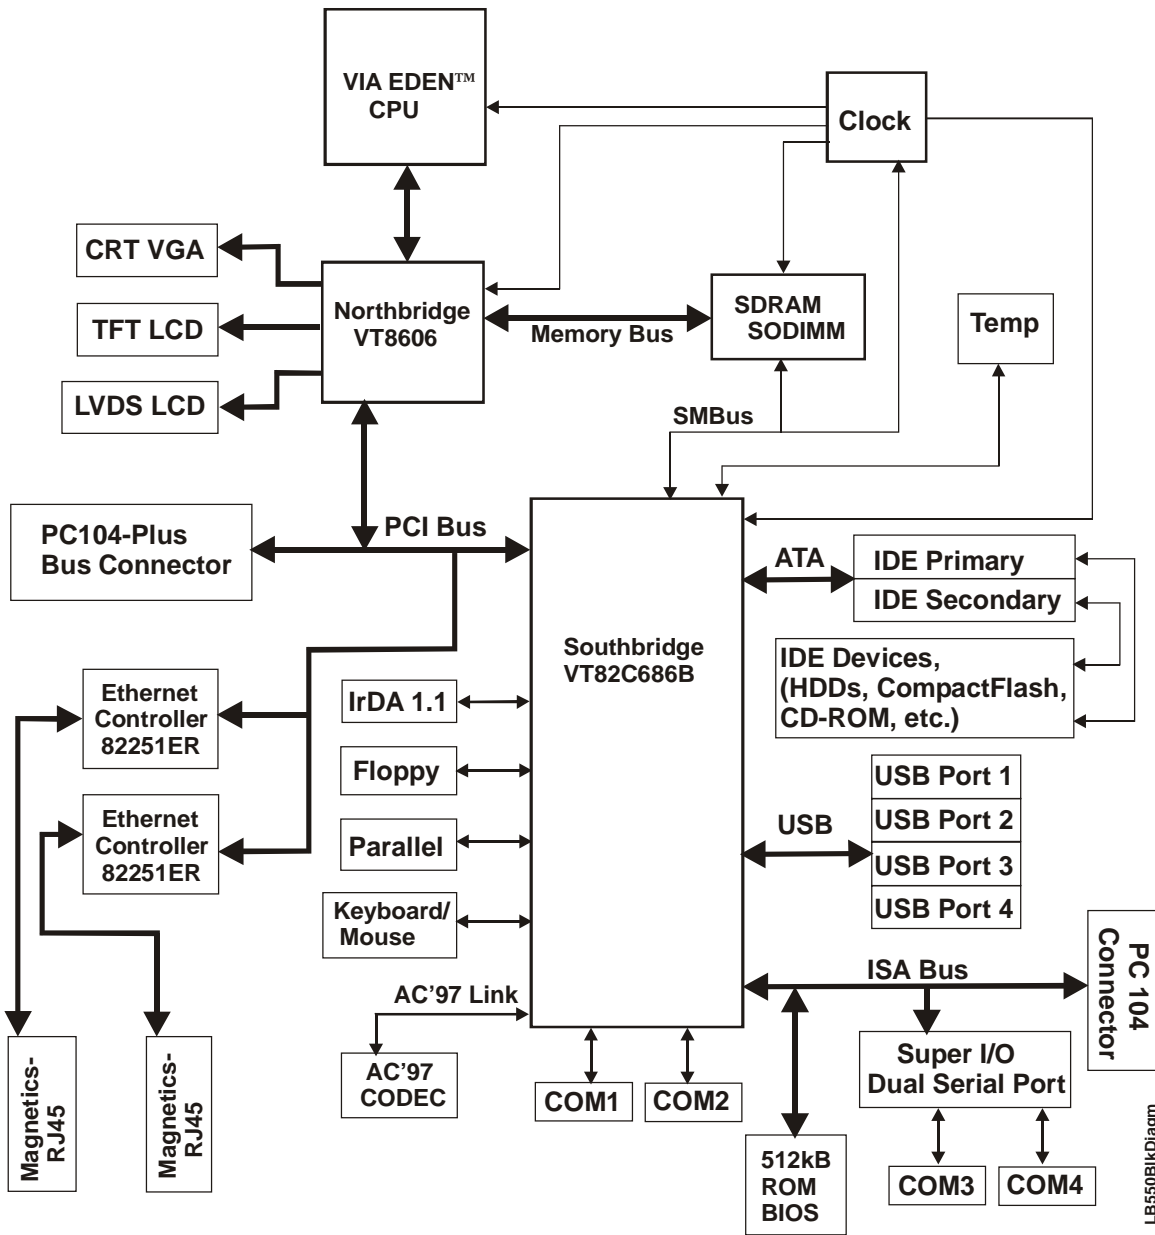 VIA EDEN™
CPU
Clock
CRT VGA
TFT LCD
LVDS LCD
Northbridge
VT8606
Memory Bus
SDRAM
SODIMM
Temp
SMBus
PC104-Plus
Bus Connector
PCI Bus
ATA
IDE Primary
IDE Secondary
Southbridge
VT82C686B
IDE Devices,
(HDDs, CompactFlash,
CD-ROM, etc.)
Ethernet
Controller
82251ER
IrDA 1.1
Floppy
USB Port 1
USB Port 2
USB Port 3
USB Port 4
USB
Ethernet
Controller
82251ER
Parallel
Keyboard/
Mouse
ISA Bus
PC 104
Connector
AC'97 Link
AC'97
CODEC
COM1
COM2
Super I/O
Dual Serial Port
Magnetics-
RJ45
Magnetics-
RJ45
512kB
ROM
BIOS
COM3
COM4
LB550BlkDiagm